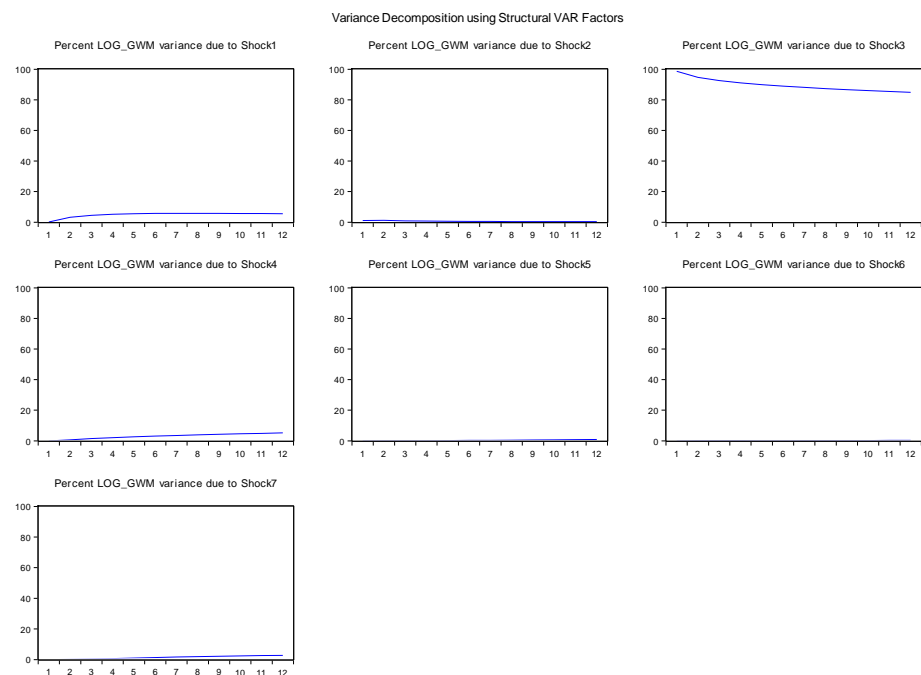 Variance Decomposition using Structural VAR Factors
Percent LOG_GWM variance due to Shock1
100
80
60
40
20
0
1 2 3 4 5 6 7 8 9 10 11 12
Percent LOG_GWM variance due to Shock2
100
80
60
40
20
0
1 2 3 4 5 6 7 8 9 10 11 12
Percent LOG_GWM variance due to Shock3
100
80
60
40
20
0
1 2 3 4 5 6 7 8 9 10 11 12
Percent LOG_GWM variance due to Shock4
100
80
60
40
20
0
1 2 3 4 5 6 7 8 9 10 11 12
Percent LOG_GWM variance due to Shock5
100
80
60
40
20
0
1 2 3 4 5 6 7 8 9 10 11 12
Percent LOG_GWM variance due to Shock6
100
80
60
40
20
0
1 2 3 4 5 6 7 8 9 10 11 12
Percent LOG_GWM variance due to Shock7
100
80
60
40
20
0
1 2 3 4 5 6 7 8 9 10 11 12